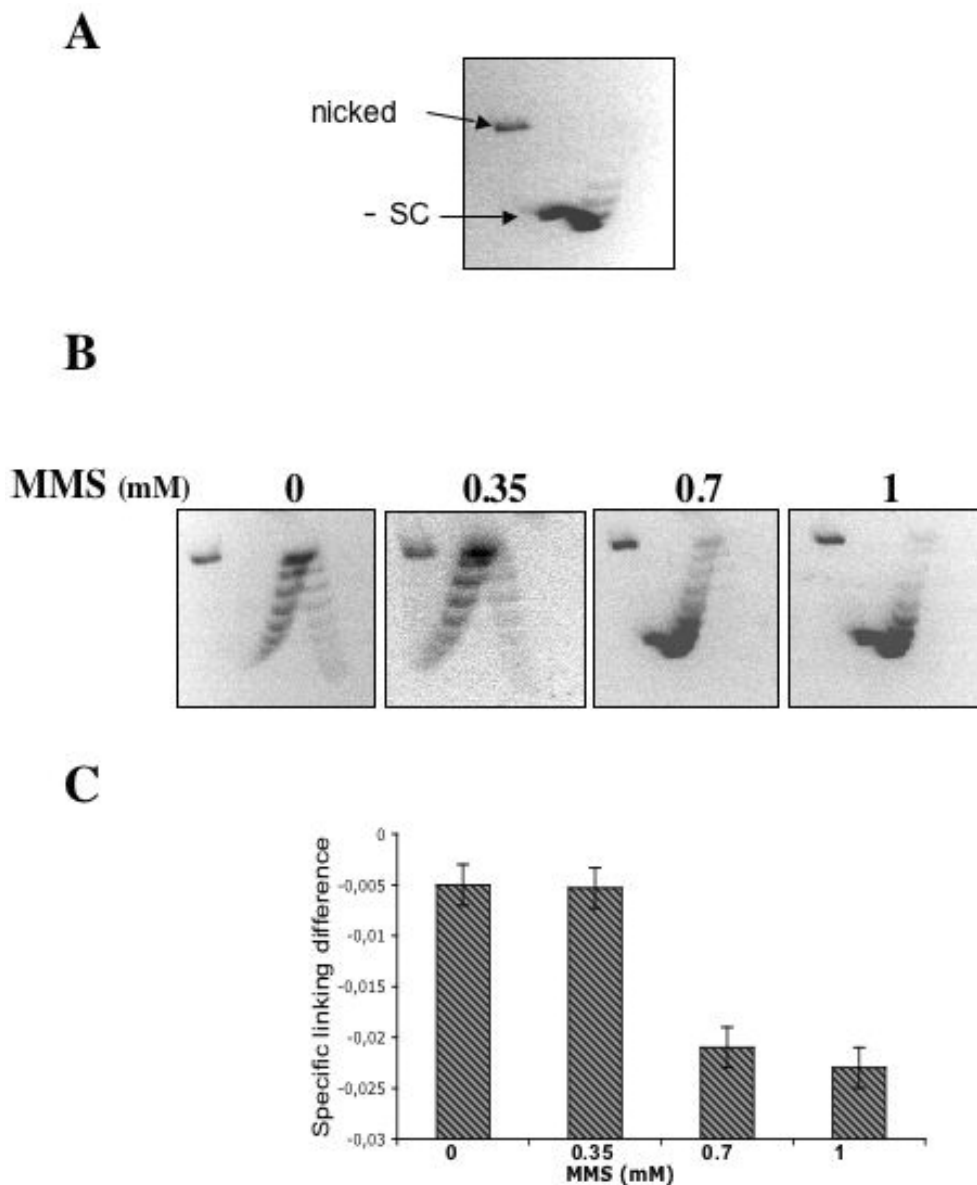 A
nicked
- SC
B
MMS (mM) 0 0.35 0.7 1
C
Specific linking difference
0
-0,005
-0,01
-0,015
-0,02
-0,025
-0,03
0 0.35 0.7 1
MMS (mM)